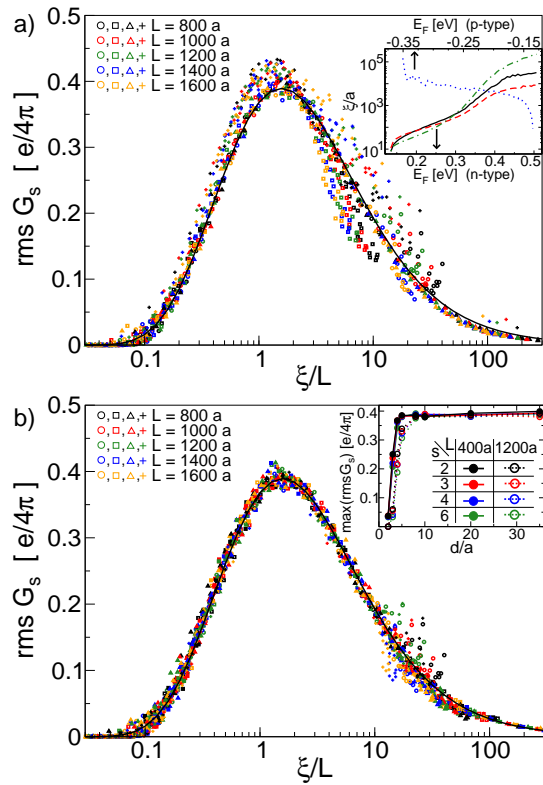 a)
○,□,△,+ L = 800 a
○,□,△,+ L = 1000 a
○,□,△,+ L = 1200 a
○,□,△,+ L = 1400 a
○,□,△,+ L = 1600 a
E_F [eV] (p-type)
-0.35 -0.25 -0.15
ξ/a
10^5
10^3
10^1
0.2 0.3 0.4 0.5
E_F [eV] (n-type)
rms G_s [ e/4π]
0.5
0.4
0.3
0.2
0.1
0
0.1 1 10 100
ξ/L
b)
○,□,△,+ L = 800 a
○,□,△,+ L = 1000 a
○,□,△,+ L = 1200 a
○,□,△,+ L = 1400 a
○,□,△,+ L = 1600 a
max(rmsG_s) [e/4π]
0.4
0.3
0.2
0.1
S L 400a 1200a
2
3
4
6
0 10 20 30
d/a
rms G_s [ e/4π]
0.5
0.4
0.3
0.2
0.1
0
0.1 1 10 100
ξ/L